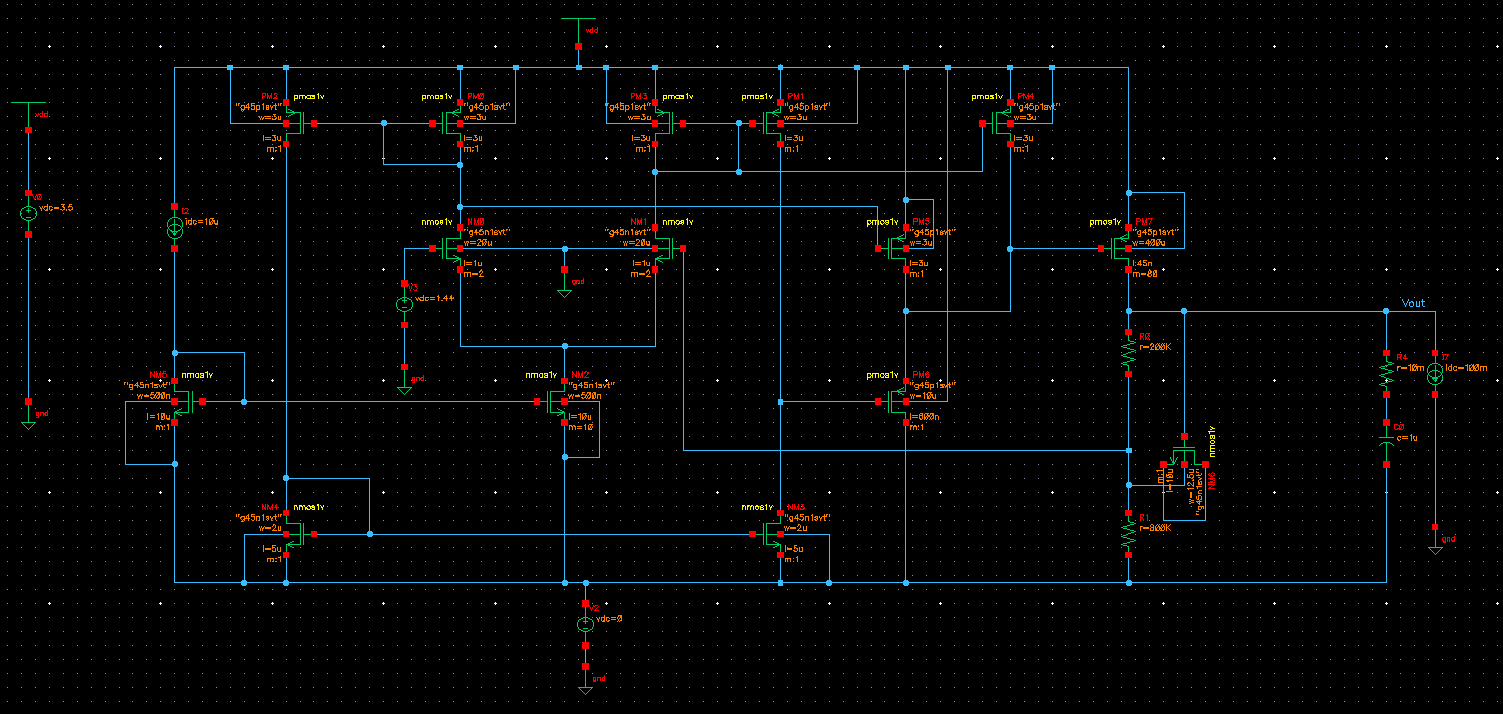 vdd
vdd
V0
vdc=3.5
gnd
I2
idc=10u
PM2
pmos1v
"g45p1svt"
w=3u
l=3u
m:1
pmos1v
PM0
"g45p1svt"
w=3u
l=3u
m:1
PM3
pmos1v
"g45p1svt"
w=3u
l=3u
m:1
pmos1v
PM1
"g45p1svt"
w=3u
l=3u
m:1
pmos1v
PM4
"g45p1svt"
w=3u
l=3u
m:1
nmos1v
NM0
"g45n1svt"
w=20u
l=1u
m=2
NM1
nmos1v
"g45n1svt"
w=20u
l=1u
m=2
gnd
V3
vdc=1.44
gnd
pmos1v
PM5
"g45p1svt"
w=3u
l=3u
m:1
pmos1v
PM7
"g45p1svt"
w=400u
l:45n
Vout
R0
r=200K
R4
r=10m
C0
c=1u
I7
idc=100m
gnd
NM5
nmos1v
"g45n1svt"
w=500n
l=10u
m:1
nmos1v
NM2
"g45n1svt"
w=500n
l=10u
m=10
pmos1v
PM6
"g45p1svt"
w=10u
l=600n
m:1
nmos1v
NM6
"g45n1svt"
w=12.5u
l=10u
m:1
R1
r=800K
NM4
nmos1v
"g45n1svt"
w=2u
l=5u
m:1
nmos1v
NM3
"g45n1svt"
w=2u
l=5u
m:1
V2
vdc=0
gnd